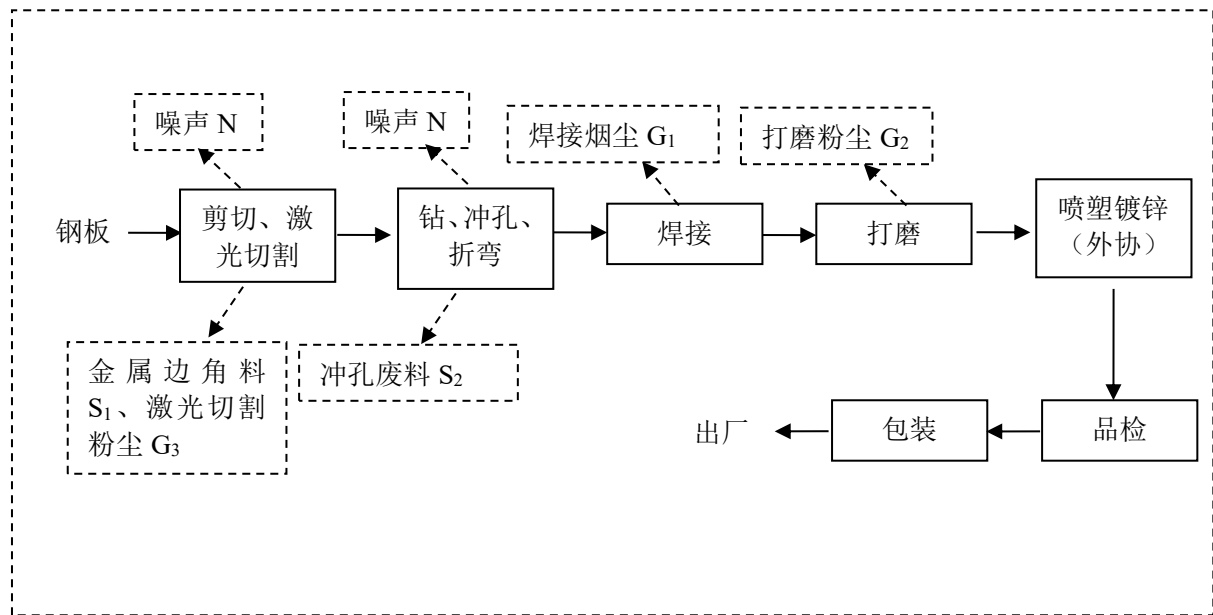 噪声 N
噪声 N
焊接烟尘 G₁
打磨粉尘 G₂
钢板
剪切、激
光切割
钻、冲孔、
折弯
焊接
打磨
喷塑镀锌
（外协）
金属边角料
S₁、激光切割
粉尘 G₃
冲孔废料 S₂
出厂
包装
品检